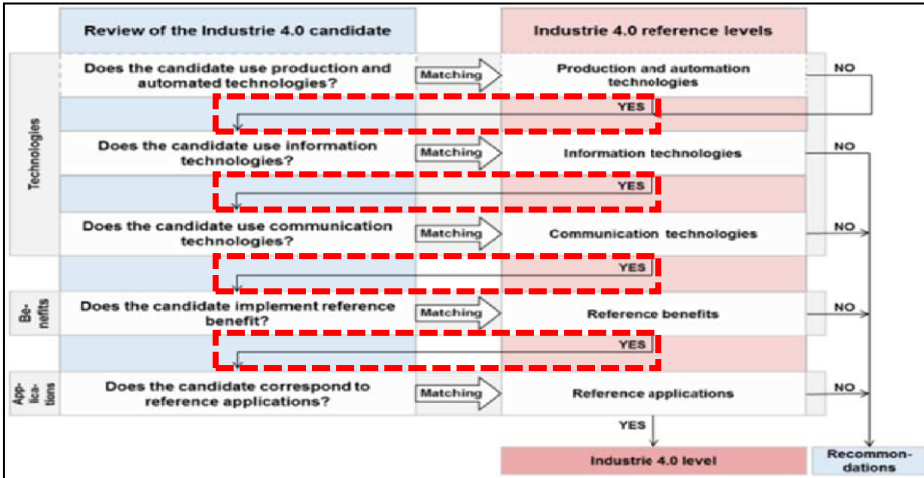 Review of the Industrie 4.0 candidate
Industrie 4.0 reference levels
Technologies
Does the candidate use production and
automated technologies?
Matching
Production and automation
technologies
NO
YES
Does the candidate use information
technologies?
Matching
Information technologies
NO
YES
Does the candidate use communication
technologies?
Matching
Communication technologies
NO
YES
Be-
nefits
Does the candidate implement reference
benefit?
Matching
Reference benefits
NO
YES
App-
lica-
tions
Does the candidate correspond to
reference applications?
Matching
Reference applications
NO
YES
Industrie 4.0 level
Recommon-
dations